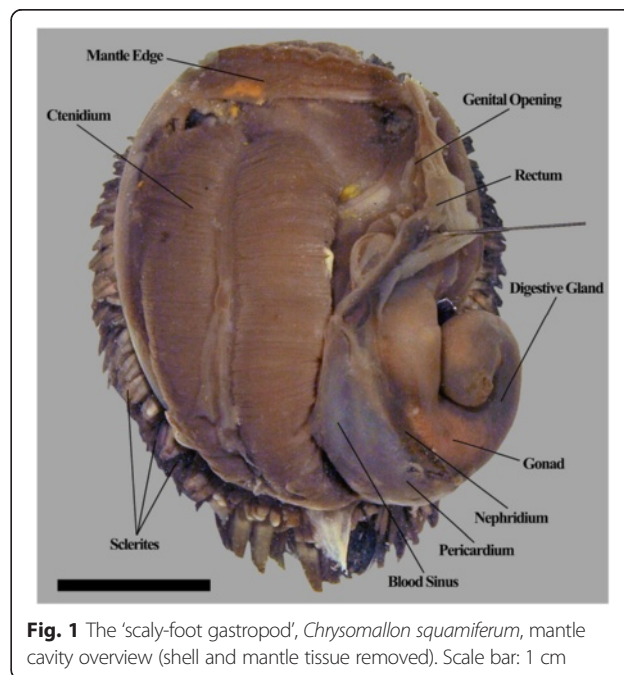 Mantle Edge
Genital Opening
Ctenidium
Rectum
Digestive Gland
Gonad
Nephridium
Sclerites
Pericardium
Blood Sinus
Fig. 1 The ‘scaly-foot gastropod’, Chrysomallon squamiferum, mantle
cavity overview (shell and mantle tissue removed). Scale bar: 1 cm